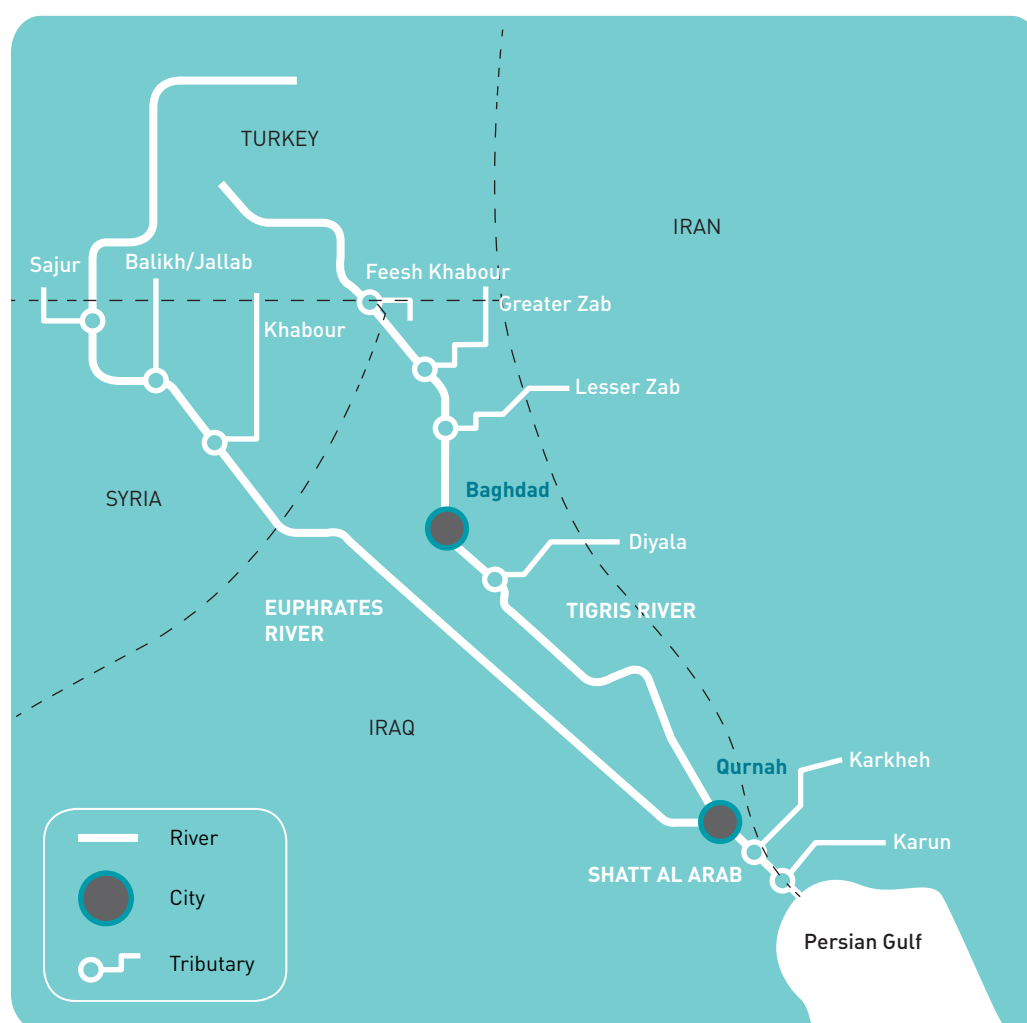 TURKEY
IRAN
Sajur
Balikh/Jallab
Feesh Khabour
Greater Zab
Khabour
Lesser Zab
SYRIA
Baghdad
Diyala
EUPHRATES
RIVER
TIGRIS RIVER
IRAQ
Qurnah
Karkheh
Karun
SHATT AL ARAB
Persian Gulf
River
City
Tributary